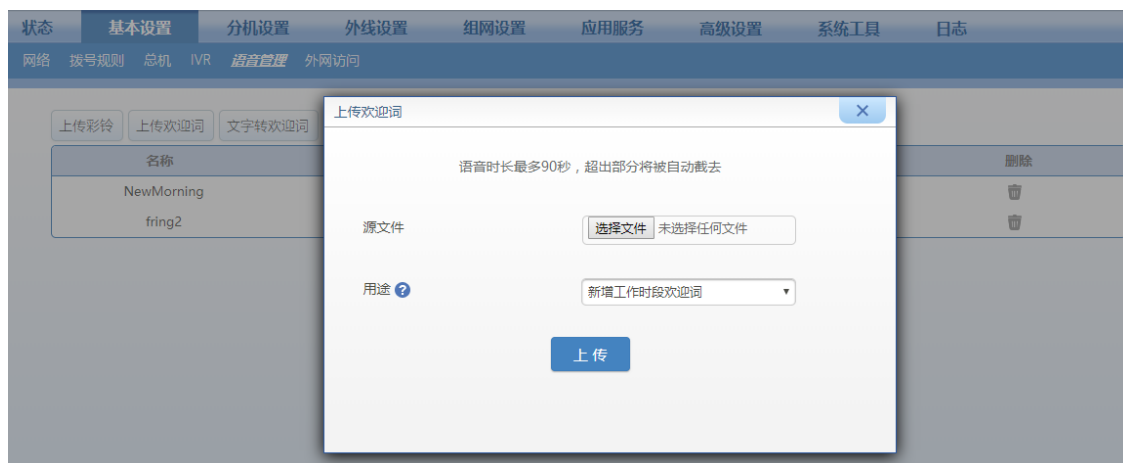 状态 基本设置 分机设置 外线设置 组网设置 应用服务 高级设置 系统工具 日志
网络 拨号规则 总机 IVR 语音管理 外网访问
上传欢迎词
上传彩铃 上传欢迎词 文字转欢迎词
名称 删除
语音时长最多90秒，超出部分将被自动截去
NewMorning
fring2
源文件 选择文件 未选择任何文件
用途 ? 新增工作时段欢迎词
上传